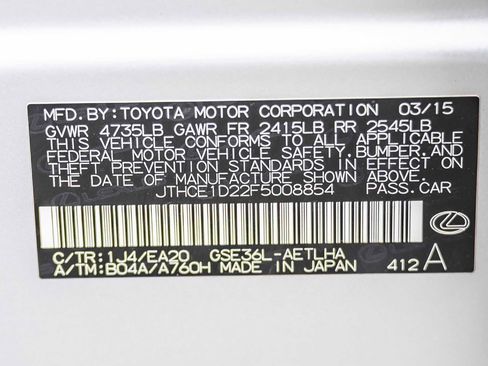 MFD.BY:TOYOTA MOTOR CORPORATION 03/15
GVWR 4735LB GAWR FR 2415LB RR 2545LB
THIS VEHICLE CONFORMS TO ALL APPLICABLE
FEDERAL MOTOR VEHICLE SAFETY,BUMPER,AND
THEFT PREVENTION STANDARDS IN EFFECT ON
THE DATE OF MANUFACTURE SHOWN ABOVE.
JTHCE1D22F5008854 PASS.CAR
C/TR:1J4/EA20 GSE36L-AETLHA
A/TM:B04A/A760H MADE IN JAPAN 412 A